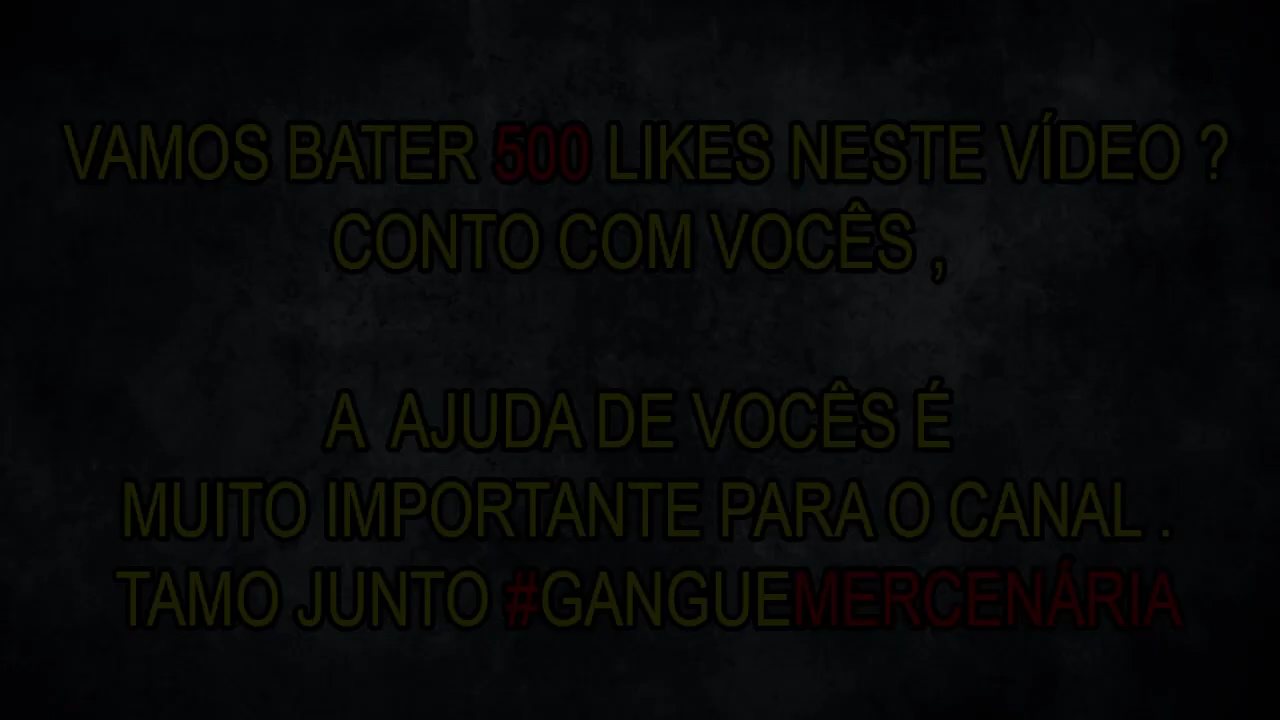 VAMOS BATER 500 LIKES NESTE VÍDEO ?
CONTO COM VOCÊS ,
A AJUDA DE VOCÊS É
MUITO IMPORTANTE PARA O CANAL .
TAMO JUNTO #GANGUEMERCENÁRIA